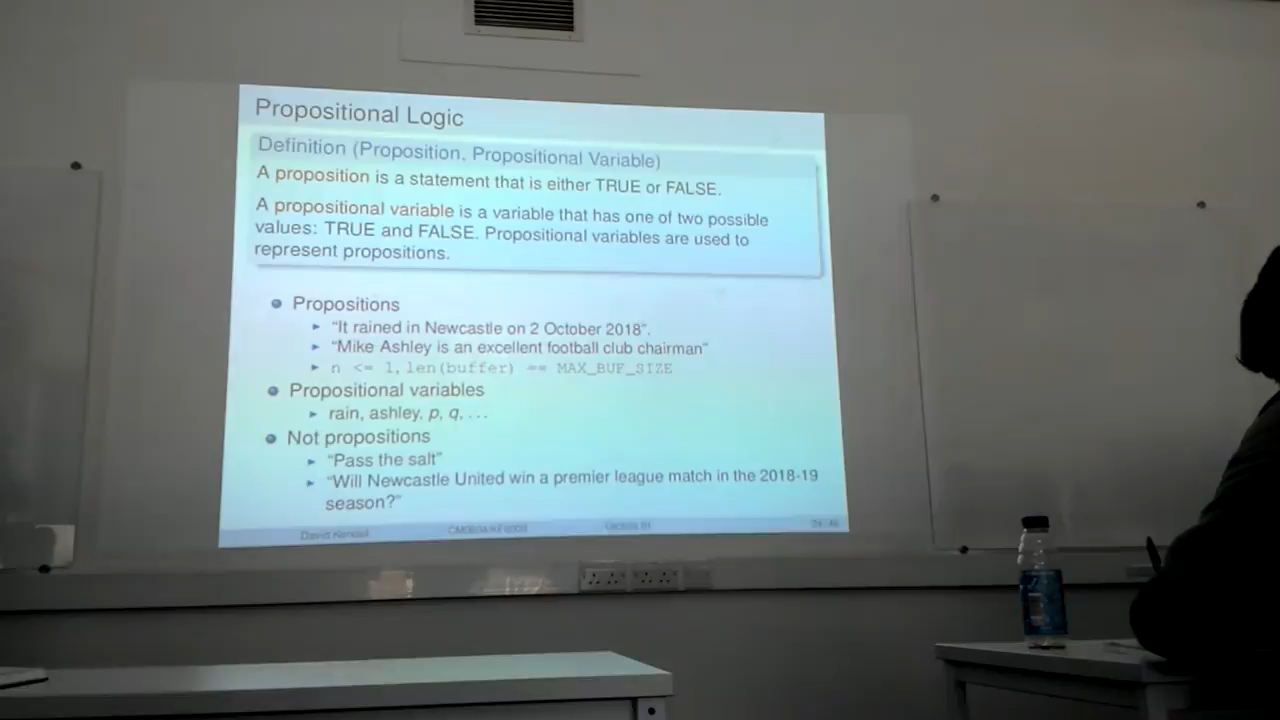 Propositional Logic
Definition (Proposition, Propositional Variable)
A proposition is a statement that is either TRUE or FALSE.
A propositional variable is a variable that has one of two possible
values: TRUE and FALSE. Propositional variables are used to
represent propositions.
Propositions
"It rained in Newcastle on 2 October 2018".
"Mike Ashley is an excellent football club chairman"
n <= 1, len(buffer) == MAX_BUF_SIZE
Propositional variables
rain, ashley, p, q, ...
Not propositions
"Pass the salt"
"Will Newcastle United win a premier league match in the 2018-19
season?"
David Kendall